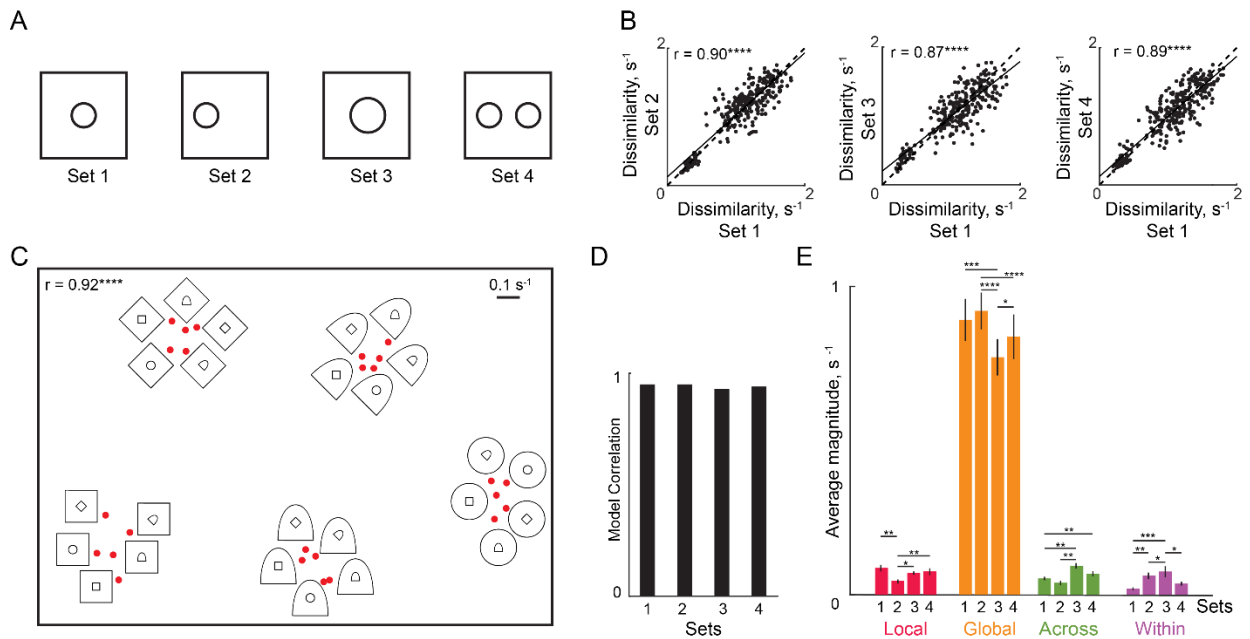 A
Set 1 Set 2 Set 3 Set 4
B
2
r = 0.90****
Dissimilarity, s-1
Set 2
0
2
Dissimilarity, s-1
Set 1
2
r = 0.87****
Dissimilarity, s-1
Set 3
0
2
Dissimilarity, s-1
Set 1
2
r = 0.89****
Dissimilarity, s-1
Set 4
0
2
Dissimilarity, s-1
Set 1
C
r = 0.92****
0.1 s-1
D
1
Model Correlation
0
1 2 3 4
Sets
E
1
Average magnitude, s-1
0
*** **** **** *
** * **
** ** **
*** ** * *
1 2 3 4 1 2 3 4 1 2 3 4 1 2 3 4 Sets
Local Global Across Within